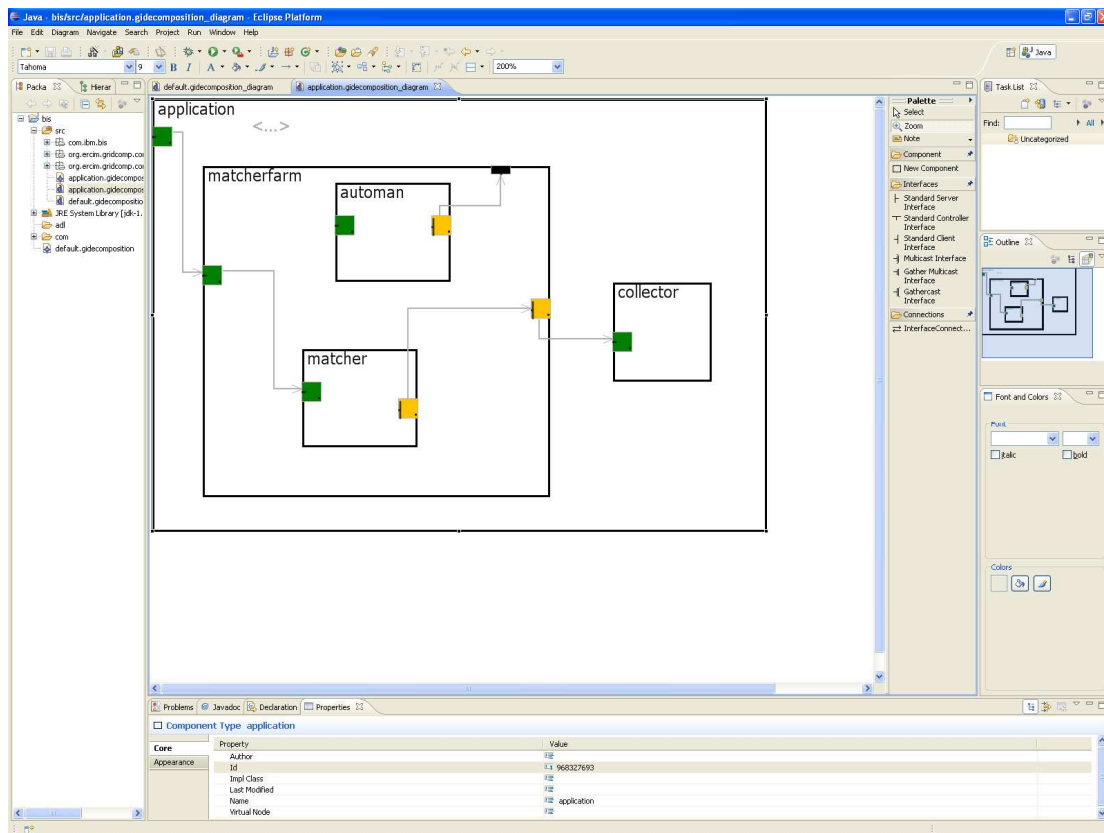 Java - bis/src/application.gidecomposition_diagram - Eclipse Platform
File Edit Diagram Navigate Search Project Run Window Help
Java
Tahoma 9 B I A 200%
Packa Hierar
default.gidecomposition_diagram
application.gidecomposition_diagram
Task List
bis
src
com.ibm.bis
org.ercim.gridcomp.co
org.ercim.gridcomp.co
application.gidecompos
application.gidecompos
default.gidecompositio
JRE System Library [jdk-1.
adl
com
default.gidecomposition
application
<...>
matcherfarm
automan
matcher
collector
Palette
Select
Zoom
Note
Component
New Component
Interfaces
Standard Server
Interface
Standard Controller
Interface
Standard Client
Interface
Multicast Interface
Gather Multicast
Interface
Gathercast
Interface
Connections
InterfaceConnect...
Find: All
Uncategorized
Outline
Font and Colors
Font
italic bold
Colors
Problems Javadoc Declaration Properties
Component Type application
Core
Appearance
Property Value
Author
Id 968327693
Impl Class
Last Modified
Name application
Virtual Node